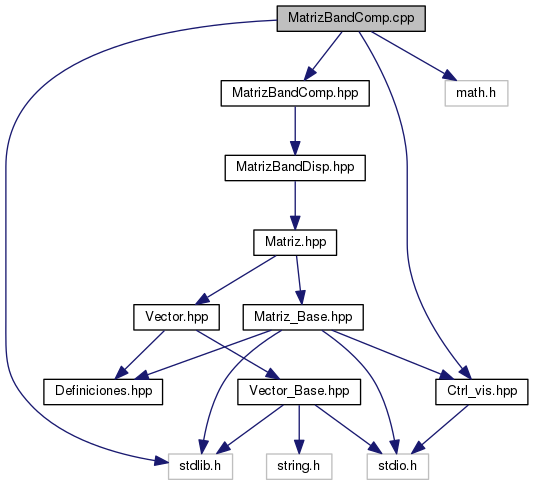 MatrizBandComp.cpp
MatrizBandComp.hpp
math.h
MatrizBandDisp.hpp
Matriz.hpp
Vector.hpp
Matriz_Base.hpp
Definiciones.hpp
Vector_Base.hpp
Ctrl_vis.hpp
stdlib.h
string.h
stdio.h